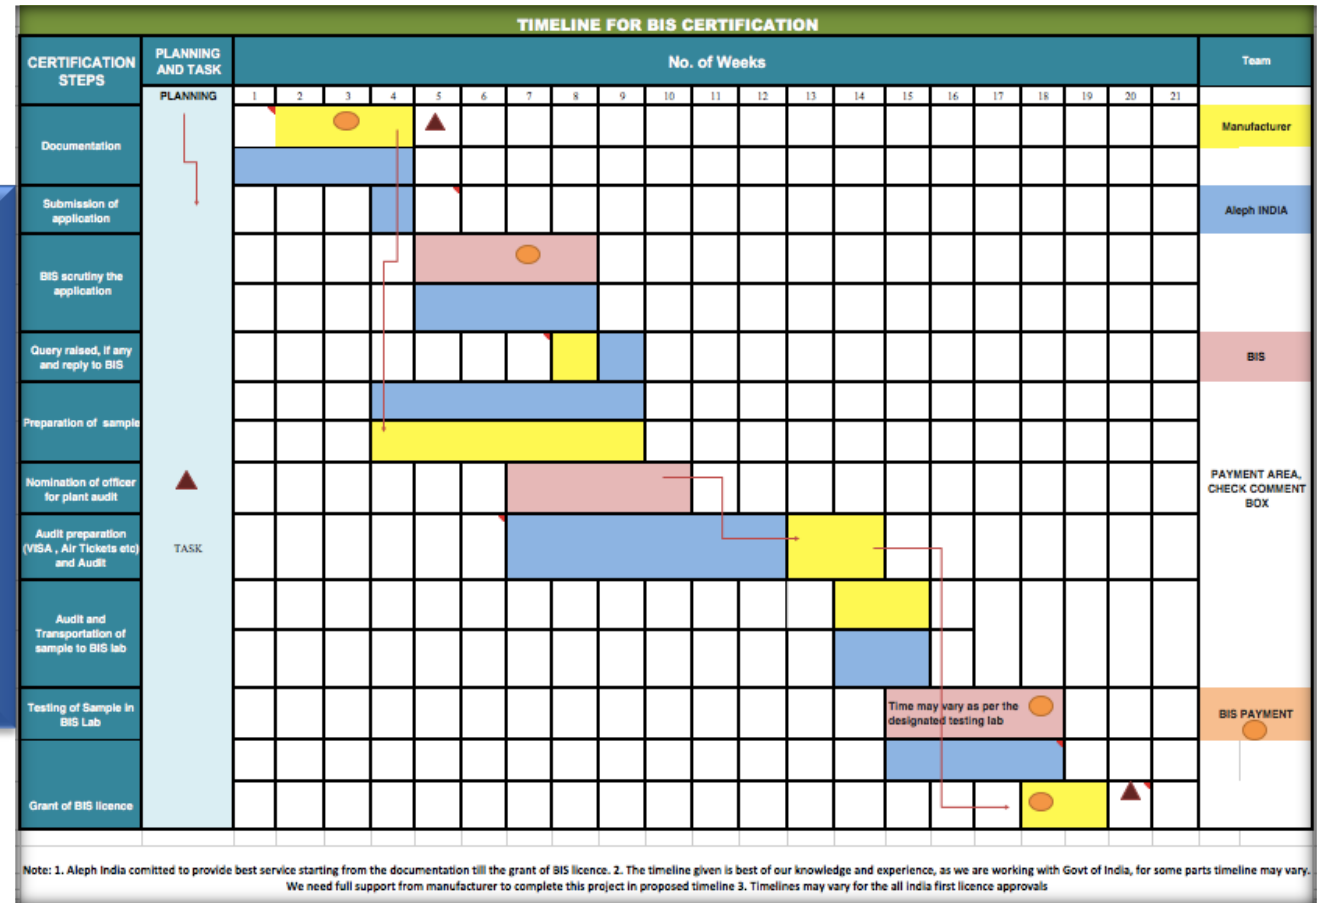 TIMELINE FOR BIS CERTIFICATION
CERTIFICATION
STEPS
PLANNING
AND TASK
No. of Weeks
Team
PLANNING
1 2 3 4 5 6 7 8 9 10 11 12 13 14 15 16 17 18 19 20 21
Documentation
Manufacturer
Submission of
application
Aleph INDIA
BIS scrutiny the
application
Query raised, if any
and reply to BIS
BIS
Preparation of sample
Nomination of officer
for plant audit
PAYMENT AREA,
CHECK COMMENT
BOX
Audit preparation
(VISA , Air Tickets etc)
and Audit
TASK
Audit and
Transportation of
sample to BIS lab
Testing of Sample in
BIS Lab
Time may vary as per the
designated testing lab
BIS PAYMENT
Grant of BIS licence
Note: 1. Aleph India comitted to provide best service starting from the documentation till the grant of BIS licence. 2. The timeline given is best of our knowledge and experience, as we are working with Govt of India, for some parts timeline may vary.
We need full support from manufacturer to complete this project in proposed timeline 3. Timelines may vary for the all india first licence approvals